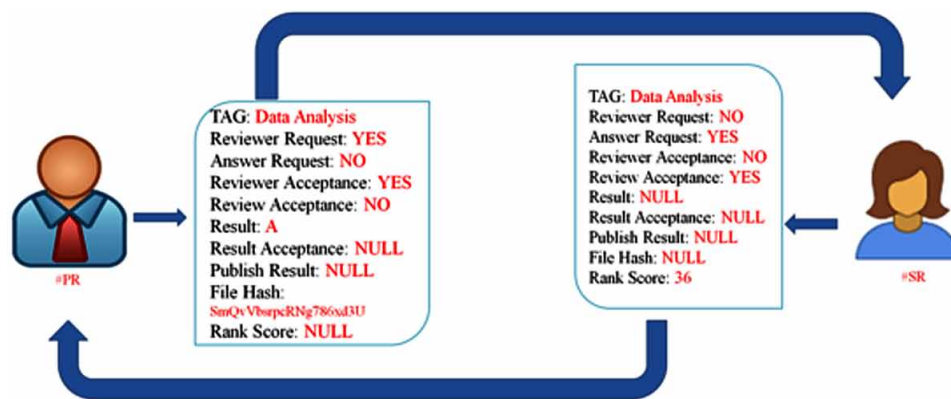 TAG: Data Analysis
Reviewer Request: YES
Answer Request: NO
Reviewer Acceptance: YES
Review Acceptance: NO
Result: A
Result Acceptance: NULL
Publish Result: NULL
File Hash:
SmQvVbsrpcRNg786xd3U
Rank Score: NULL
#PR
TAG: Data Analysis
Reviewer Request: NO
Answer Request: YES
Reviewer Acceptance: NO
Review Acceptance: YES
Result: NULL
Result Acceptance: NULL
Publish Result: NULL
File Hash: NULL
Rank Score: 36
#SR